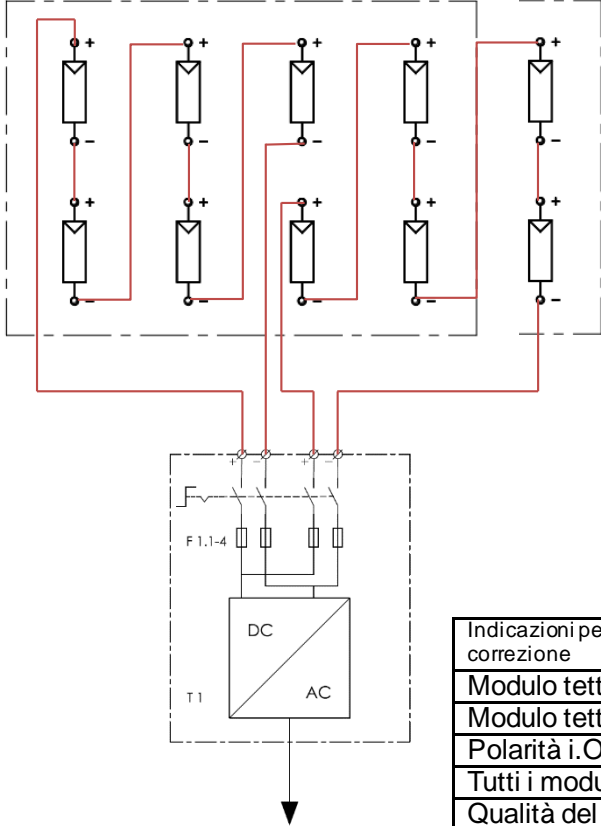 + + + + +
− − − − −
+ + + + +
− − − − −
+ − + −
F 1.1-4
DC
AC
T 1
Indicazioni pe
correzione
Modulo tett
Modulo tett
Polarità i.O
Tutti i modu
Qualità del